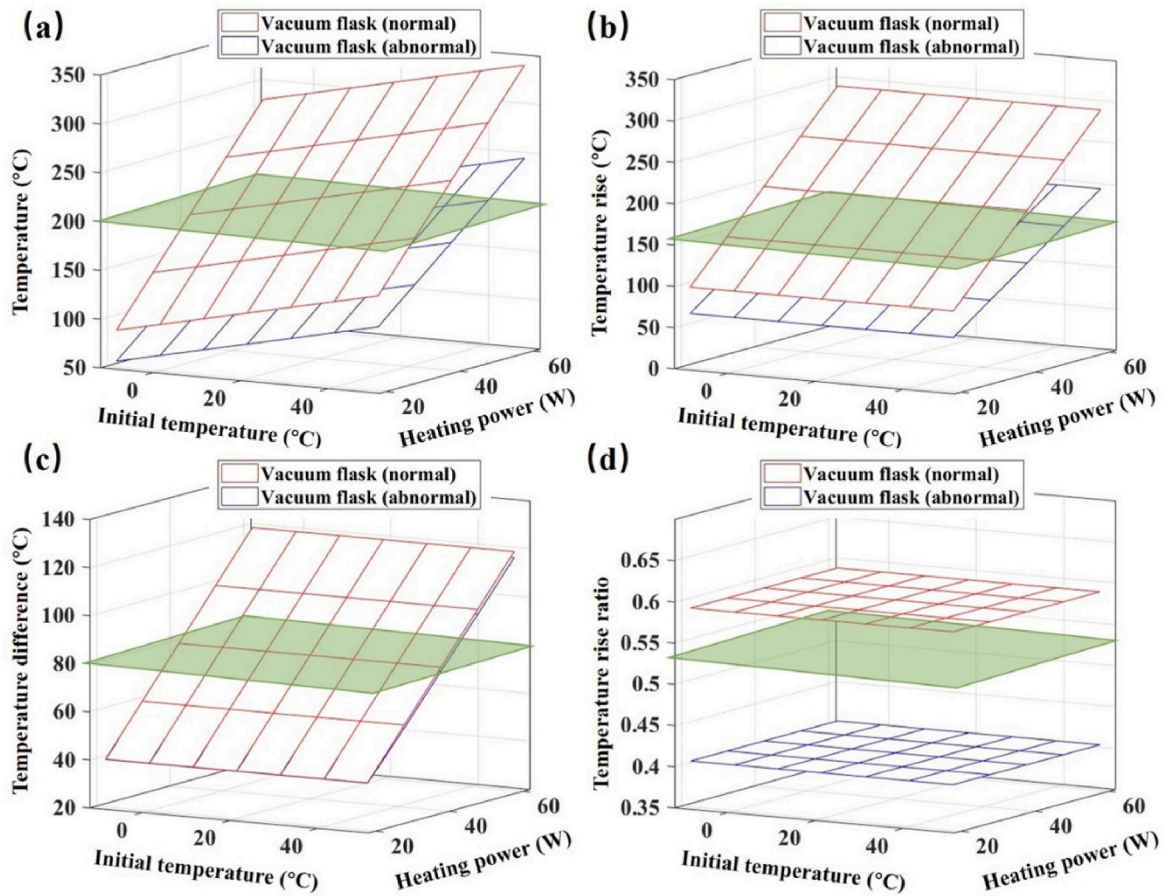 (a)
Vacuum flask (normal)
Vacuum flask (abnormal)
350
300
250
200
150
100
50
Temperature (°C)
0
20
40
Initial temperature (°C)
20
40
60
Heating power (W)
(b)
Vacuum flask (normal)
Vacuum flask (abnormal)
350
300
250
200
150
100
50
0
Temperature rise (°C)
0
20
40
Initial temperature (°C)
20
40
60
Heating power (W)
(c)
Vacuum flask (normal)
Vacuum flask (abnormal)
140
120
100
80
60
40
20
Temperature difference (°C)
0
20
40
Initial temperature (°C)
20
40
60
Heating power (W)
(d)
Vacuum flask (normal)
Vacuum flask (abnormal)
0.65
0.6
0.55
0.5
0.45
0.4
0.35
Temperature rise ratio
0
20
40
Initial temperature (°C)
20
40
60
Heating power (W)